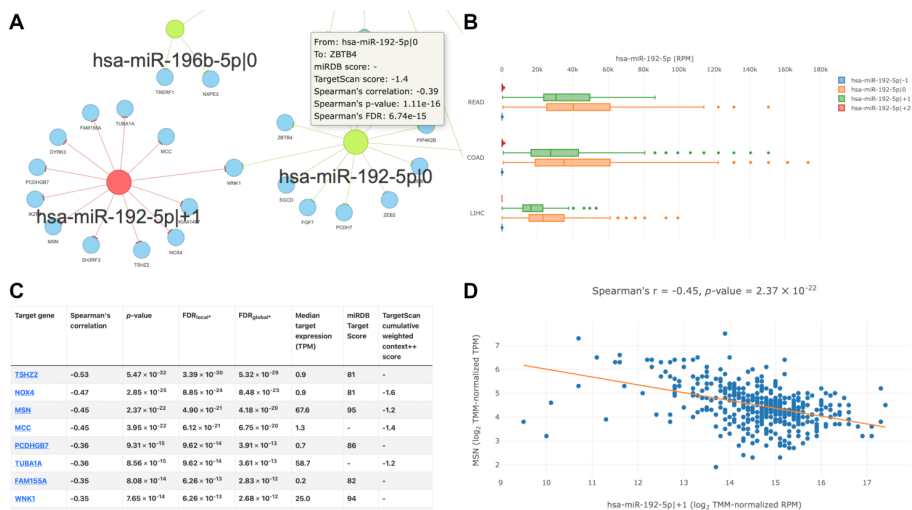 A
hsa-miR-196b-5p|0
TRERF1
NXPE3
TUBA1A
FAM155A
DYRK3
MCC
PCDHGB7
hsa-miR-192-5p|+1
MSN
SH3RF3
TSHZ2
NOX4
WNK1
From: hsa-miR-192-5p|0
To: ZBTB4
miRDB score: -
TargetScan score: -1.4
Spearman's correlation: -0.39
Spearman's p-value: 1.11e-16
Spearman's FDR: 6.74e-15
ZBTB4
PIP4K2B
hsa-miR-192-5p|0
SGCD
FGF7
PCDH7
ZEB2
B
hsa-miR-192-5p (RPM)
0 20k 40k 60k 80k 100k 120k 140k 160k 180k
hsa-miR-192-5p|-1
hsa-miR-192-5p|0
hsa-miR-192-5p|+1
hsa-miR-192-5p|+2
READ
COAD
LIHC
C
Target gene Spearman's correlation p-value FDRlocal* FDRglobal* Median target expression (TPM) miRDB Target Score TargetScan cumulative weighted context++ score
TSHZ2 -0.53 5.47 × 10⁻³² 3.39 × 10⁻³⁰ 5.32 × 10⁻²⁹ 0.9 81 -
NOX4 -0.47 2.85 × 10⁻²⁵ 8.85 × 10⁻²⁴ 8.48 × 10⁻²³ 0.9 - -1.6
MSN -0.45 2.37 × 10⁻²² 4.90 × 10⁻²¹ 4.18 × 10⁻²⁰ 67.6 95 -1.2
MCC -0.45 3.95 × 10⁻²² 6.12 × 10⁻²¹ 6.75 × 10⁻²⁰ 1.3 - -1.4
PCDHGB7 -0.36 9.31 × 10⁻¹⁵ 9.62 × 10⁻¹⁴ 3.91 × 10⁻¹³ 0.7 86 -
TUBA1A -0.36 8.56 × 10⁻¹⁵ 9.62 × 10⁻¹⁴ 3.61 × 10⁻¹³ 58.7 - -1.2
FAM155A -0.35 8.08 × 10⁻¹⁴ 6.26 × 10⁻¹³ 2.83 × 10⁻¹² 0.2 82 -
WNK1 -0.35 7.65 × 10⁻¹⁴ 6.26 × 10⁻¹³ 2.68 × 10⁻¹² 25.0 94 -
D
Spearman's r = -0.45, p-value = 2.37 × 10⁻²²
MSN (log₂ TMM-normalized TPM)
7
6
5
4
3
2
9 10 11 12 13 14 15 16 17
hsa-miR-192-5p|+1 (log₂ TMM-normalized RPM)